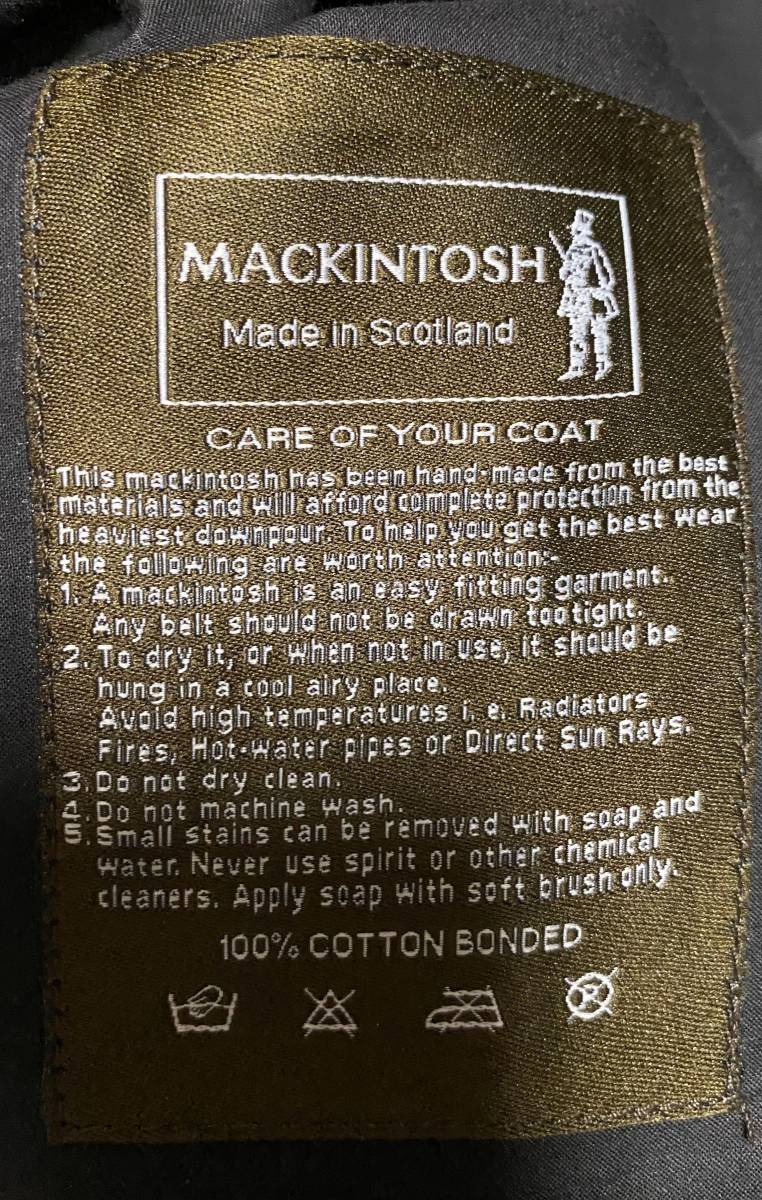 MACKINTOSH
Made in Scotland
CARE OF YOUR COAT
This mackintosh has been hand-made from the best
materials and will afford complete protection from the
heaviest downpour. To help you get the best wear
the following are worth attention:-
1. A mackintosh is an easy fitting garment.
Any belt should not be drawn too tight.
2. To dry it, or when not in use, it should be
hung in a cool airy place.
Avoid high temperatures i. e. Radiators
Fires, Hot-water pipes or Direct Sun Rays.
3. Do not dry clean.
4. Do not machine wash.
5. Small stains can be removed with soap and
water. Never use spirit or other chemical
cleaners. Apply soap with soft brush only.
100% COTTON BONDED